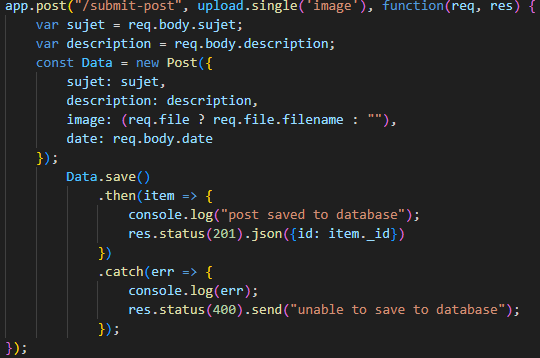 app.post("/submit-post", upload.single('image'), function(req, res) {
var sujet = req.body.sujet;
var description = req.body.description;
const Data = new Post({
sujet: sujet,
description: description,
image: (req.file ? req.file.filename : ""),
date: req.body.date
});
Data.save()
.then(item => {
console.log("post saved to database");
res.status(201).json({id: item._id})
})
.catch(err => {
console.log(err);
res.status(400).send("unable to save to database");
});
});